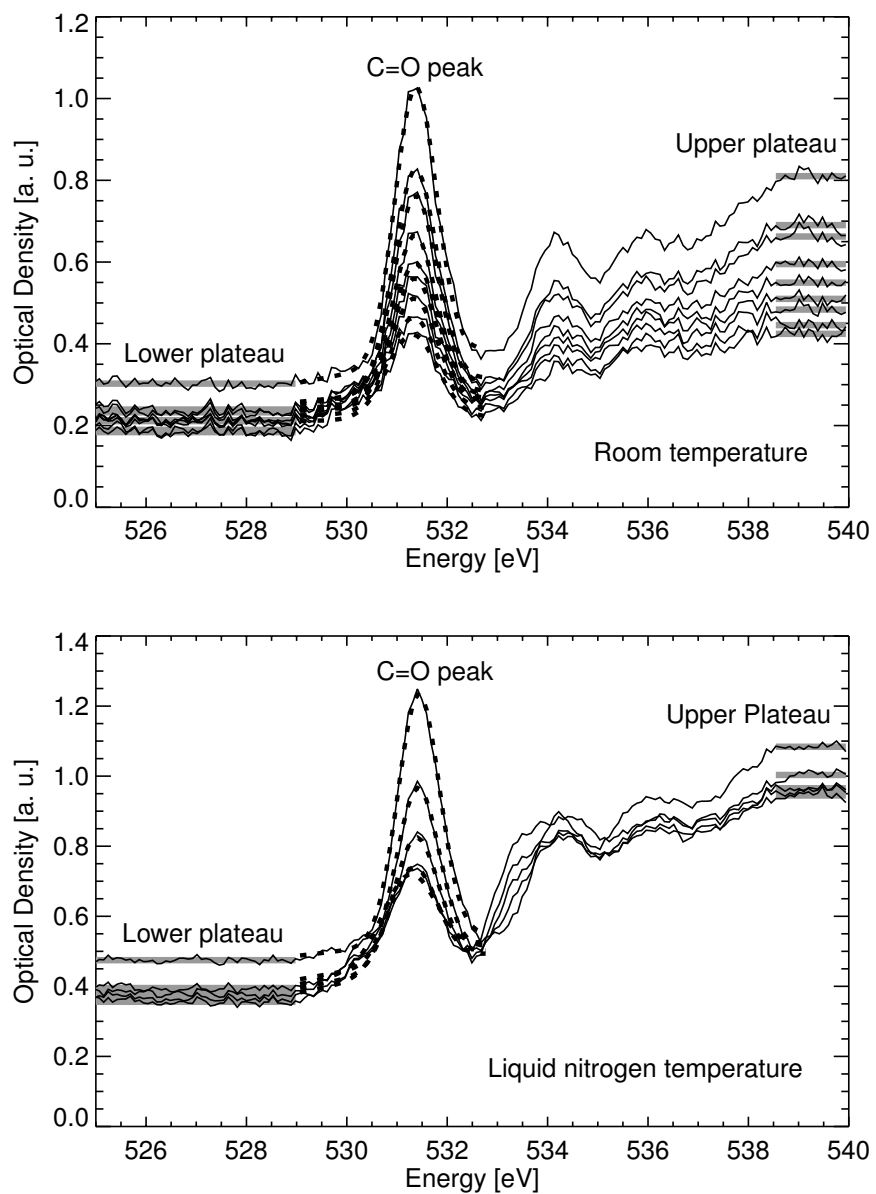 1.2
C=O peak
1.0
Upper plateau
0.8
0.6
Optical Density [a. u.]
Lower plateau
0.4
0.2
Room temperature
0.0
526 528 530 532 534 536 538 540
Energy [eV]
1.4
C=O peak
1.2
Upper Plateau
1.0
0.8
Optical Density [a. u.]
0.6
Lower plateau
0.4
0.2
Liquid nitrogen temperature
0.0
526 528 530 532 534 536 538 540
Energy [eV]